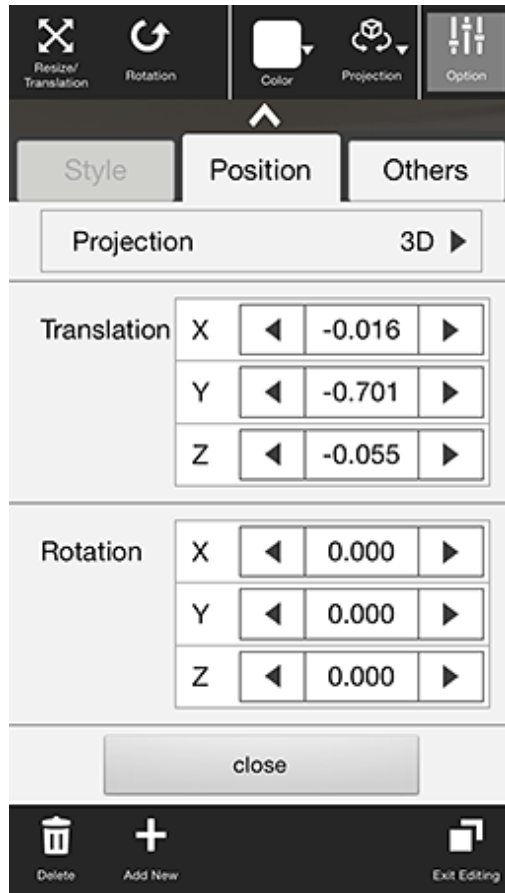 Resize/
Translation
Rotation
Color
Projection
Option
Style
Position
Others
Projection 3D
Translation X -0.016
Y -0.701
Z -0.055
Rotation X 0.000
Y 0.000
Z 0.000
close
Delete
Add New
Exit Editing